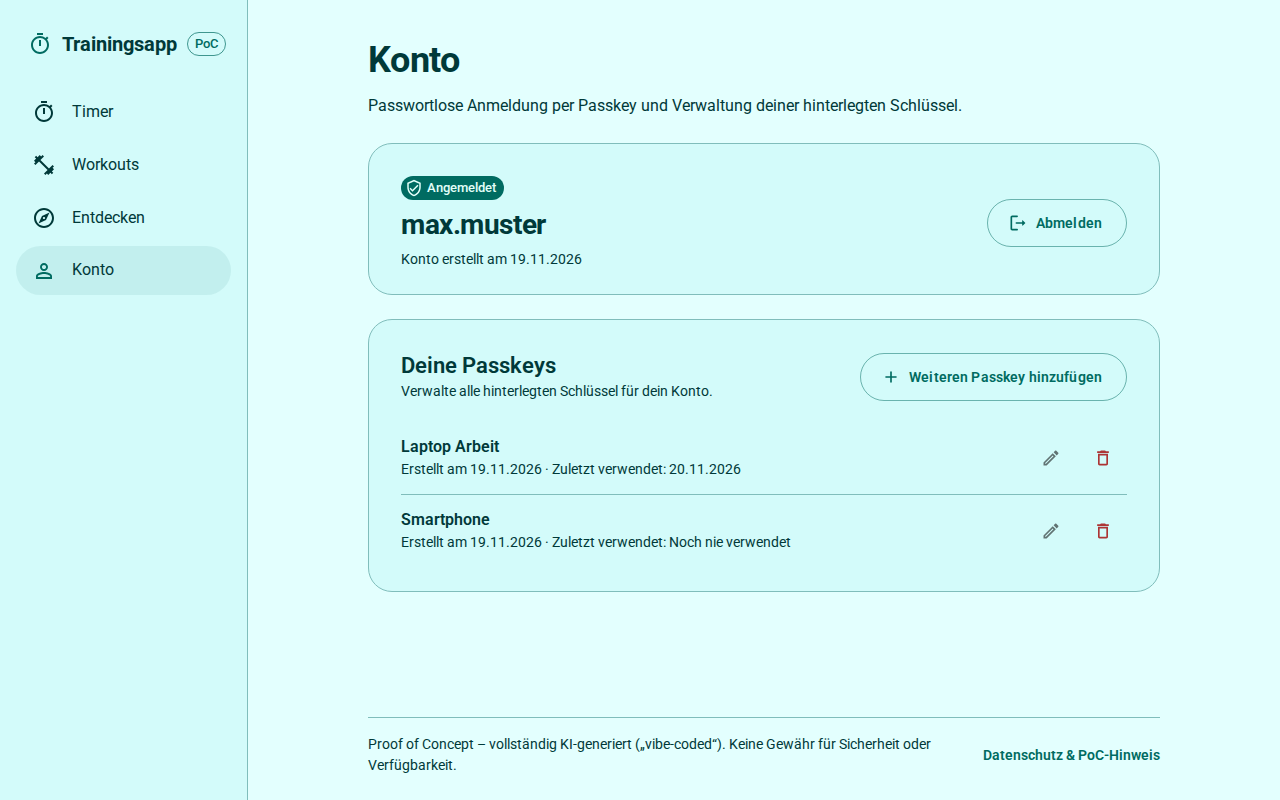 Trainingsapp PoC
Timer
Workouts
Entdecken
Konto
Konto
Passwortlose Anmeldung per Passkey und Verwaltung deiner hinterlegten Schlüssel.
Angemeldet
max.muster
Konto erstellt am 19.11.2026
Abmelden
Deine Passkeys
Verwalte alle hinterlegten Schlüssel für dein Konto.
Weiteren Passkey hinzufügen
Laptop Arbeit
Erstellt am 19.11.2026 · Zuletzt verwendet: 20.11.2026
Smartphone
Erstellt am 19.11.2026 · Zuletzt verwendet: Noch nie verwendet
Proof of Concept – vollständig KI-generiert („vibe-coded“). Keine Gewähr für Sicherheit oder
Verfügbarkeit.
Datenschutz & PoC-Hinweis